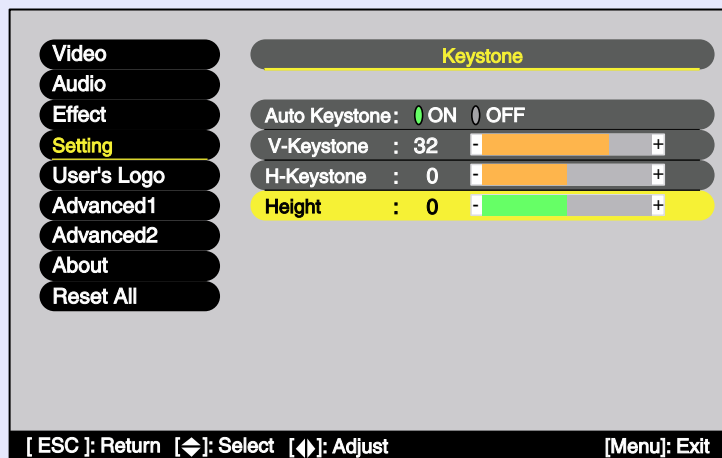 Video
Audio
Effect
Setting
User's Logo
Advanced1
Advanced2
About
Reset All
Keystone
Auto Keystone: ON OFF
V-Keystone : 32 - +
H-Keystone : 0 - +
Height : 0 - +
[ ESC ]: Return [◆]: Select [◀▶]: Adjust [Menu]: Exit